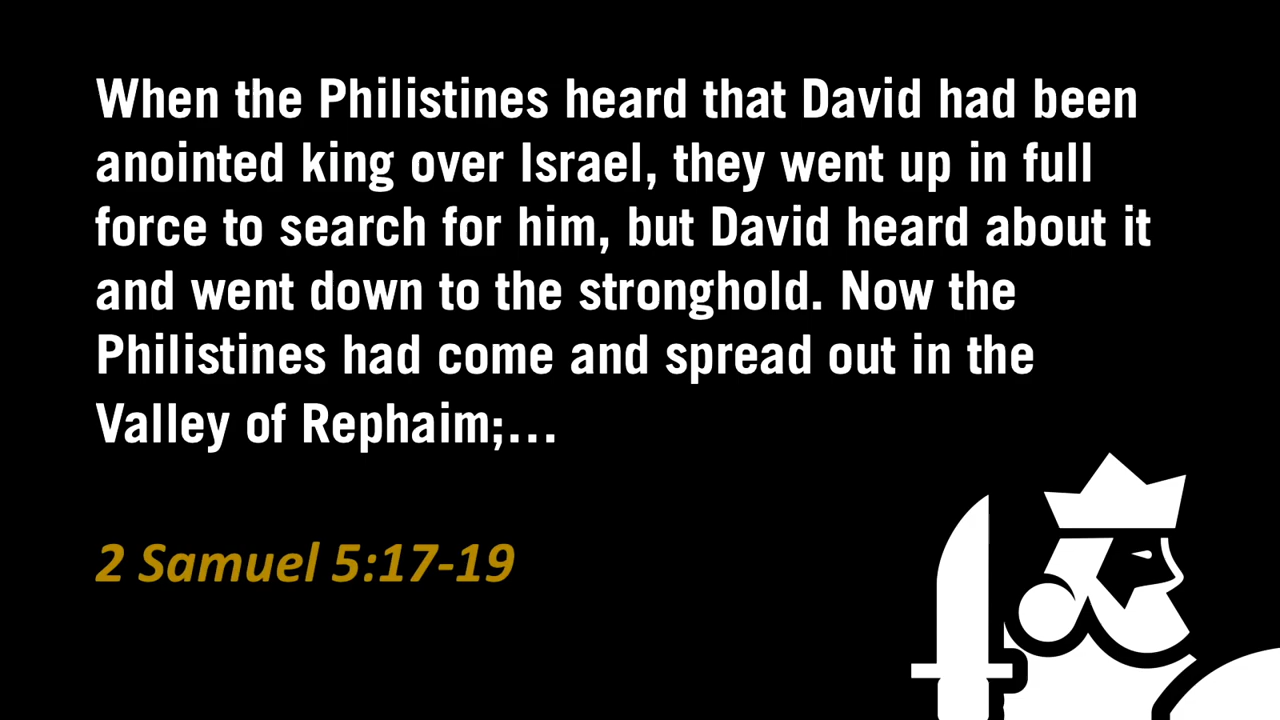 When the Philistines heard that David had been
anointed king over Israel, they went up in full
force to search for him, but David heard about it
and went down to the stronghold. Now the
Philistines had come and spread out in the
Valley of Rephaim;…
2 Samuel 5:17-19